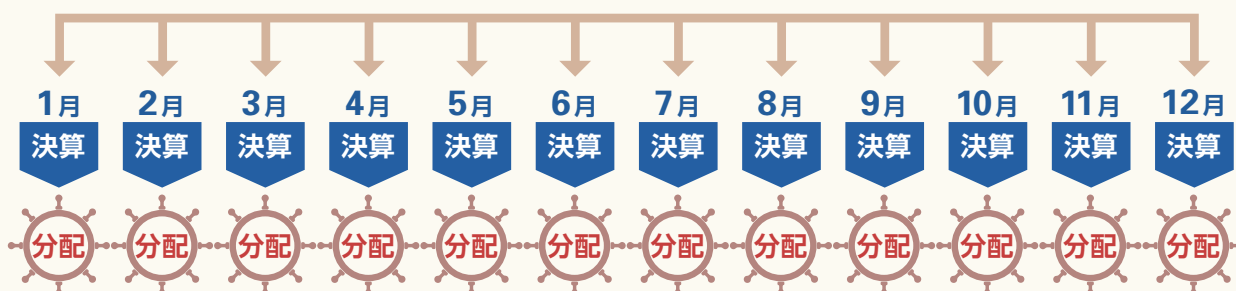 1月 2月 3月 4月 5月 6月 7月 8月 9月 10月 11月 12月
決算 決算 決算 決算 決算 決算 決算 決算 決算 決算 決算 決算
分配 分配 分配 分配 分配 分配 分配 分配 分配 分配 分配 分配